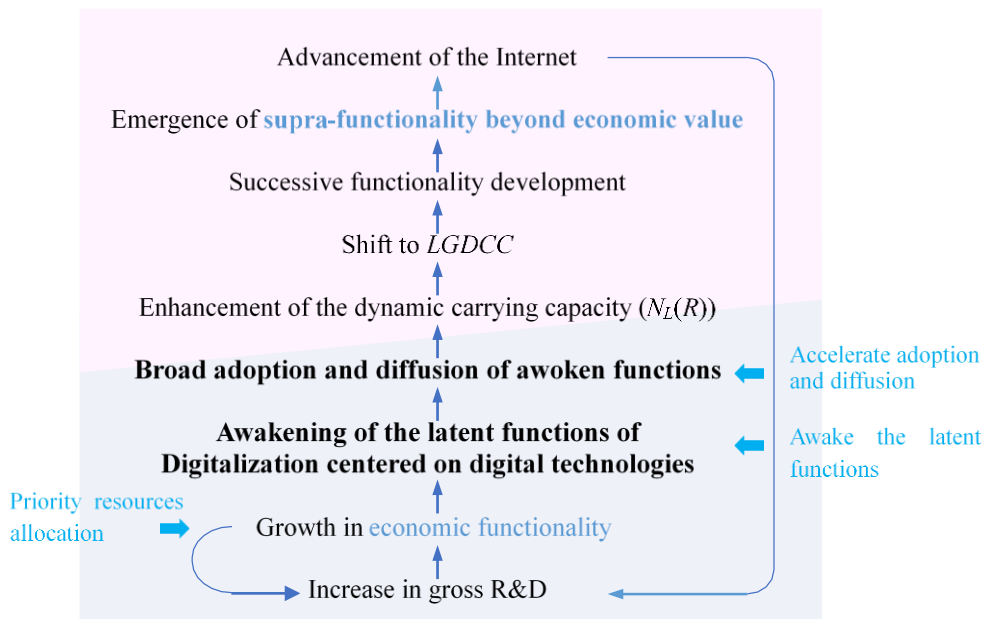 Advancement of the Internet
Emergence of supra-functionality beyond economic value
Successive functionality development
Shift to LGDCC
Enhancement of the dynamic carrying capacity (N_L(R))
Broad adoption and diffusion of awoken functions
Accelerate adoption
and diffusion
Awakening of the latent functions of
Digitalization centered on digital technologies
Awake the latent
functions
Priority resources
allocation
Growth in economic functionality
Increase in gross R&D